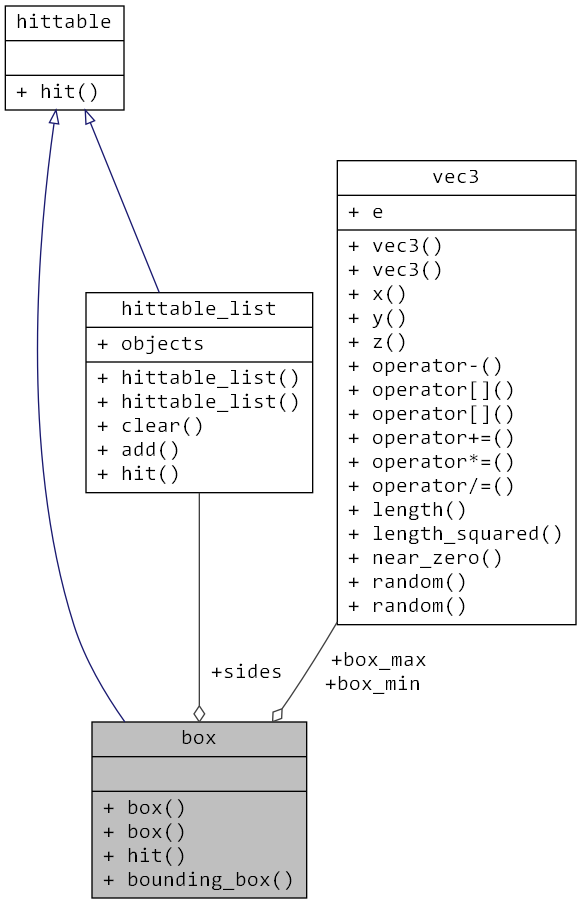 hittable
+ hit()
vec3
+ e
+ vec3()
+ vec3()
+ x()
+ y()
+ z()
+ operator-()
+ operator[]()
+ operator[]()
+ operator+=()
+ operator*=()
+ operator/=()
+ length()
+ length_squared()
+ near_zero()
+ random()
+ random()
hittable_list
+ objects
+ hittable_list()
+ hittable_list()
+ clear()
+ add()
+ hit()
+sides
+box_max
+box_min
box
+ box()
+ box()
+ hit()
+ bounding_box()